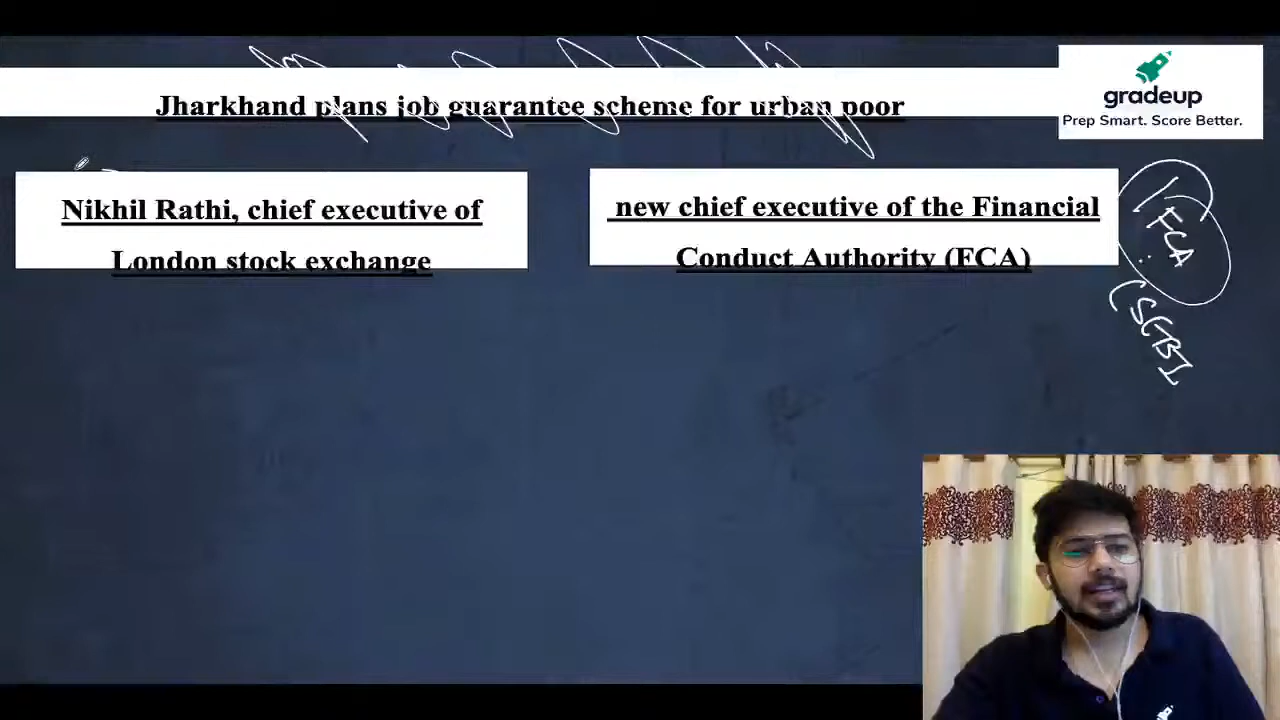 gradeup
Prep Smart. Score Better.
Jharkhand plans job guarantee scheme for urban poor
Nikhil Rathi, chief executive of
London stock exchange
new chief executive of the Financial
Conduct Authority (FCA)
FCA
(SEBI